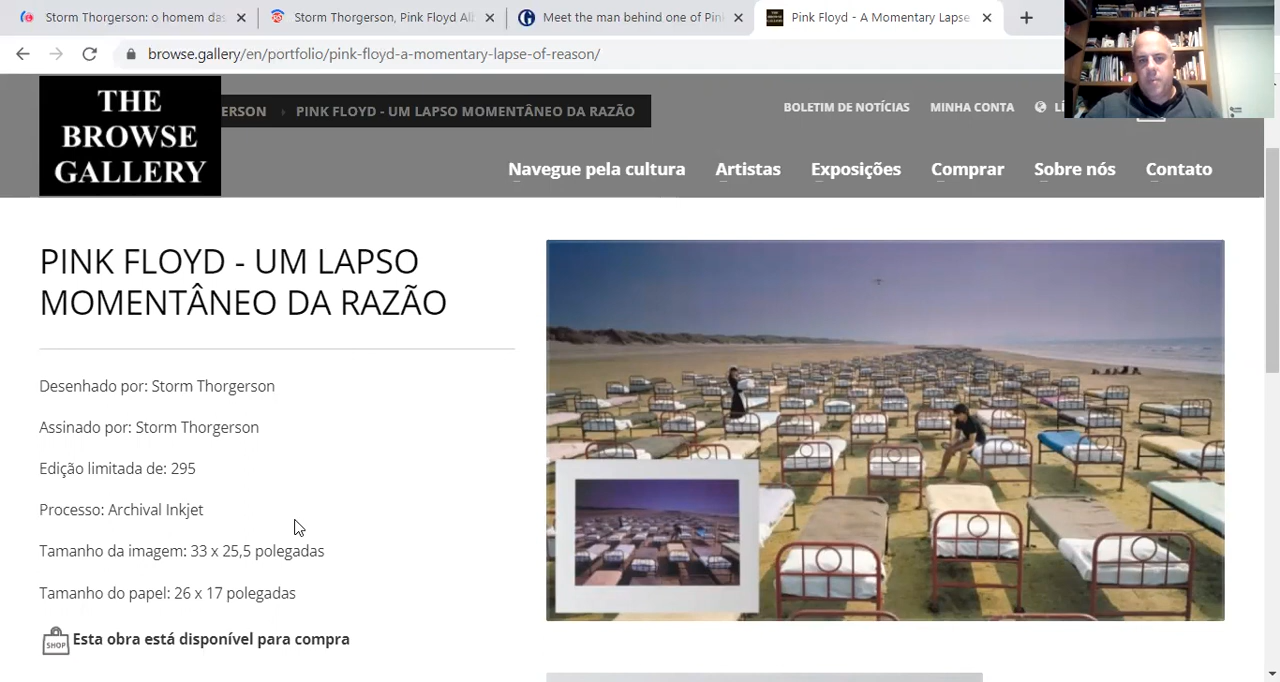 Storm Thorgerson: o homem das
Storm Thorgerson, Pink Floyd Al
Meet the man behind one of Pin
Pink Floyd - A Momentary Lapse
browse.gallery/en/portfolio/pink-floyd-a-momentary-lapse-of-reason/
THE
BROWSE
GALLERY
ERSON › PINK FLOYD - UM LAPSO MOMENTÂNEO DA RAZÃO
BOLETIM DE NOTÍCIAS MINHA CONTA
Navegue pela cultura Artistas Exposições Comprar Sobre nós Contato
PINK FLOYD - UM LAPSO
MOMENTÂNEO DA RAZÃO
Desenhado por: Storm Thorgerson
Assinado por: Storm Thorgerson
Edição limitada de: 295
Processo: Archival Inkjet
Tamanho da imagem: 33 x 25,5 polegadas
Tamanho do papel: 26 x 17 polegadas
SHOP Esta obra está disponível para compra